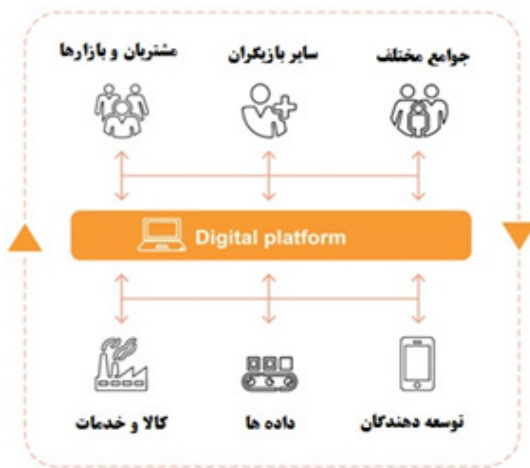 جوامع مختلف
سایر بازیگران
مشتریان و بازارها
Digital platform
توسعه دهندگان
داده ها
کالا و خدمات